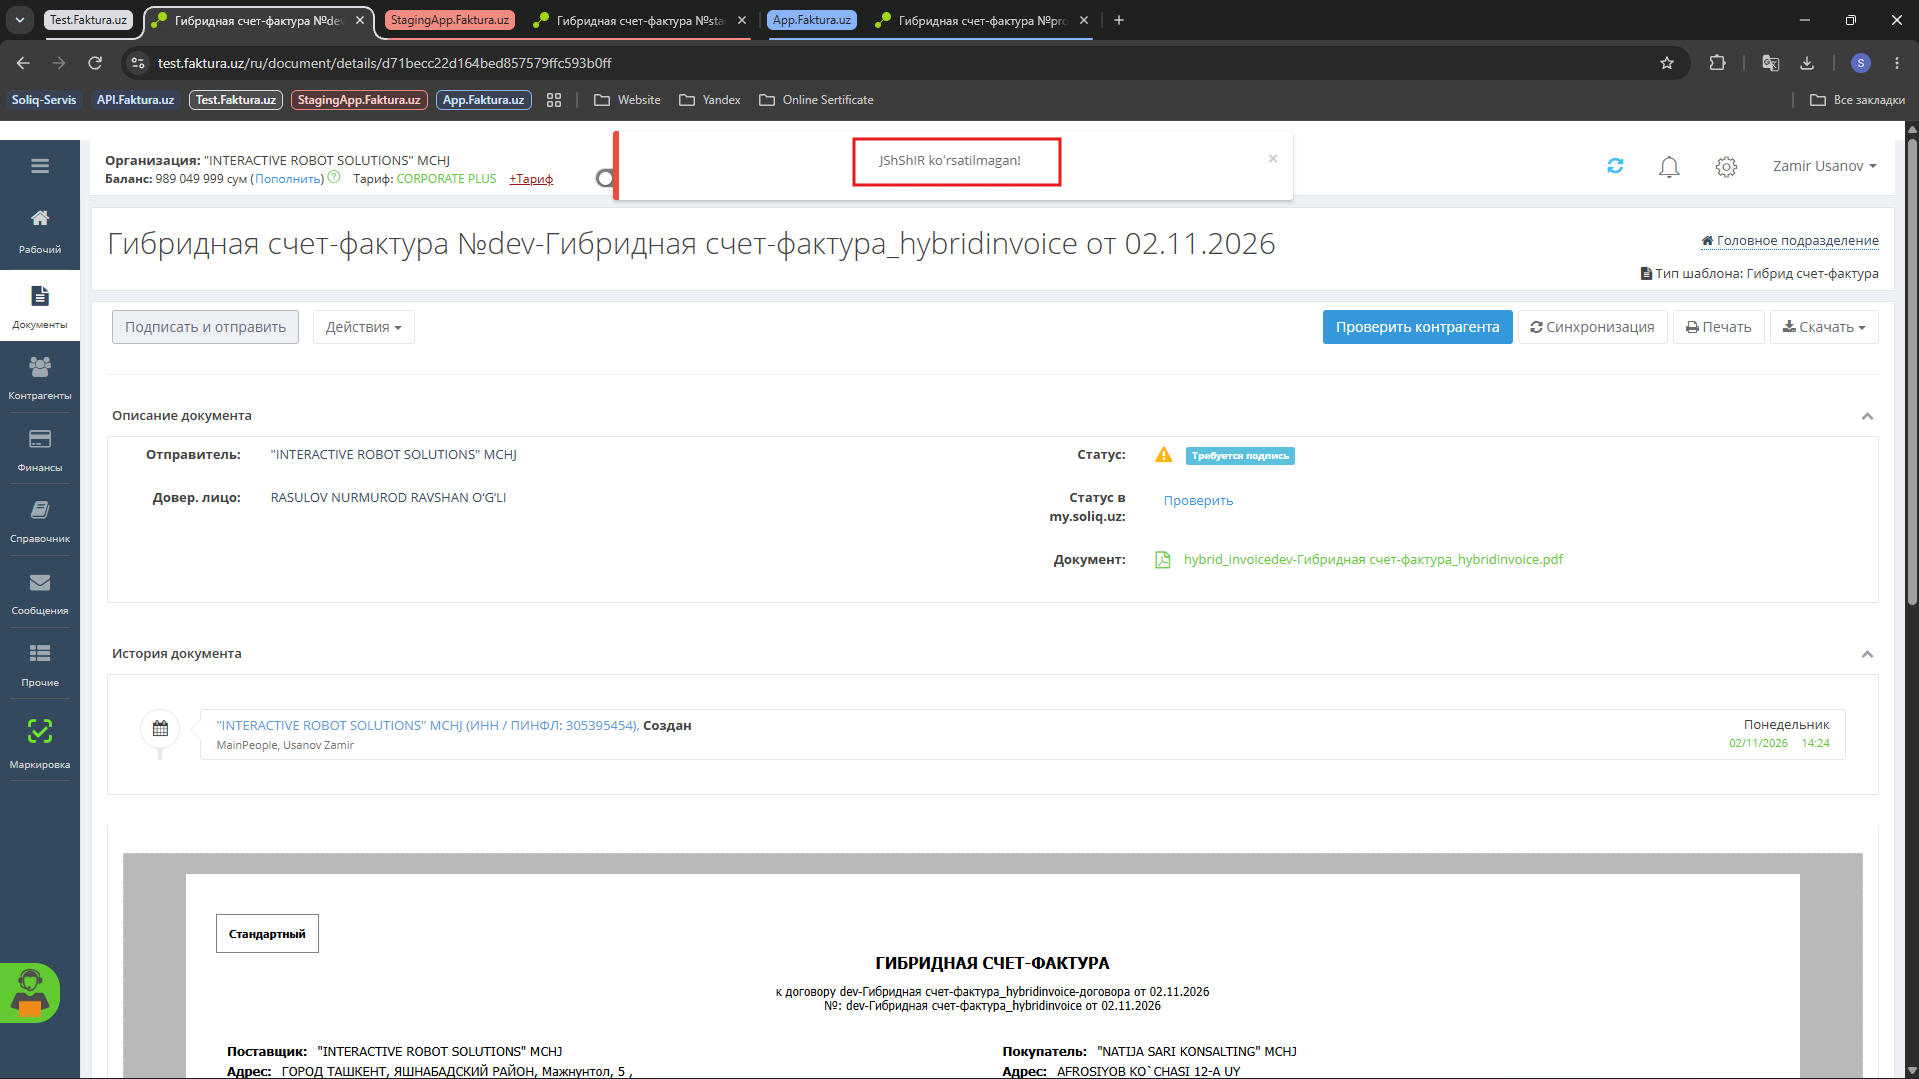 Test.Faktura.uz
Гибридная счет-фактура №dev
StagingApp.Faktura.uz
Гибридная счет-фактура №sta
App.Faktura.uz
Гибридная счет-фактура №pro
test.faktura.uz/ru/document/details/d71becc22d164bed857579ffc593b0ff
S
Soliq-Servis
API.Faktura.uz
Test.Faktura.uz
StagingApp.Faktura.uz
App.Faktura.uz
Website
Yandex
Online Sertificate
Все закладки
Организация: "INTERACTIVE ROBOT SOLUTIONS" MCHJ
Баланс: 989 049 999 сум (Пополнить) ? Тариф: CORPORATE PLUS +Тариф
JShShIR ko'rsatilmagan!
Zamir Usanov
Рабочий
Документы
Контрагенты
Финансы
Справочник
Сообщения
Прочие
Маркировка
Гибридная счет-фактура №dev-Гибридная счет-фактура_hybridinvoice от 02.11.2026
Головное подразделение
Тип шаблона: Гибрид счет-фактура
Подписать и отправить
Действия
Проверить контрагента
Синхронизация
Печать
Скачать
Описание документа
Отправитель: "INTERACTIVE ROBOT SOLUTIONS" MCHJ
Довер. лицо: RASULOV NURMUROD RAVSHAN O‘G‘LI
Статус: Требуется подпись
Статус в my.soliq.uz: Проверить
Документ: hybrid_invoicedev-Гибридная счет-фактура_hybridinvoice.pdf
История документа
"INTERACTIVE ROBOT SOLUTIONS" MCHJ (ИНН / ПИНФЛ: 305395454), Создан
MainPeople, Usanov Zamir
Понедельник
02/11/2026 14:24
Стандартный
ГИБРИДНАЯ СЧЕТ-ФАКТУРА
к договору dev-Гибридная счет-фактура_hybridinvoice-договора от 02.11.2026
№: dev-Гибридная счет-фактура_hybridinvoice от 02.11.2026
Поставщик: "INTERACTIVE ROBOT SOLUTIONS" MCHJ
Адрес: ГОРОД ТАШКЕНТ, ЯШНАБАДСКИЙ РАЙОН, Мажнунтол, 5 ,
Покупатель: "NATIJA SARI KONSALTING" MCHJ
Адрес: AFROSIYOB KO`CHASI 12-A UY